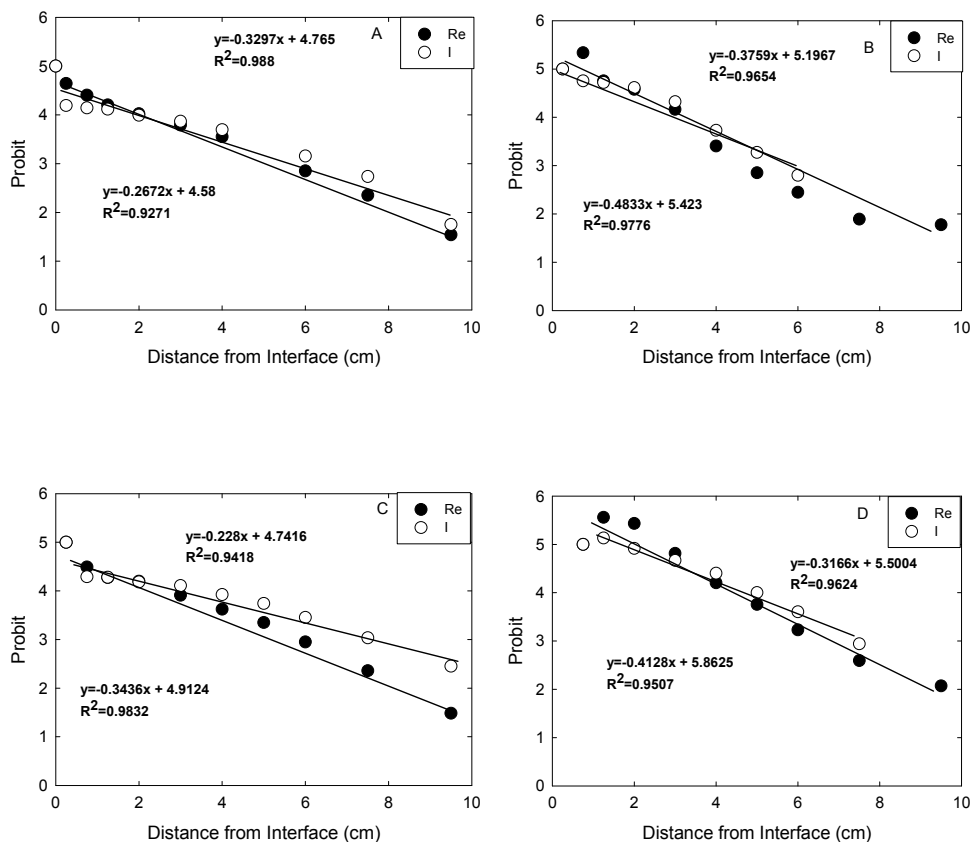 A
Re
I
y=-0.3297x + 4.765
R2=0.988
y=-0.2672x + 4.58
R2=0.9271
Probit
6
5
4
3
2
1
0
0 2 4 6 8 10
Distance from Interface (cm)
B
Re
I
y=-0.3759x + 5.1967
R2=0.9654
y=-0.4833x + 5.423
R2=0.9776
Probit
6
5
4
3
2
1
0
0 2 4 6 8 10
Distance from Interface (cm)
C
Re
I
y=-0.228x + 4.7416
R2=0.9418
y=-0.3436x + 4.9124
R2=0.9832
Probit
6
5
4
3
2
1
0
0 2 4 6 8 10
Distance from Interface (cm)
D
Re
I
y=-0.3166x + 5.5004
R2=0.9624
y=-0.4128x + 5.8625
R2=0.9507
Probit
6
5
4
3
2
1
0
0 2 4 6 8 10
Distance from Interface (cm)